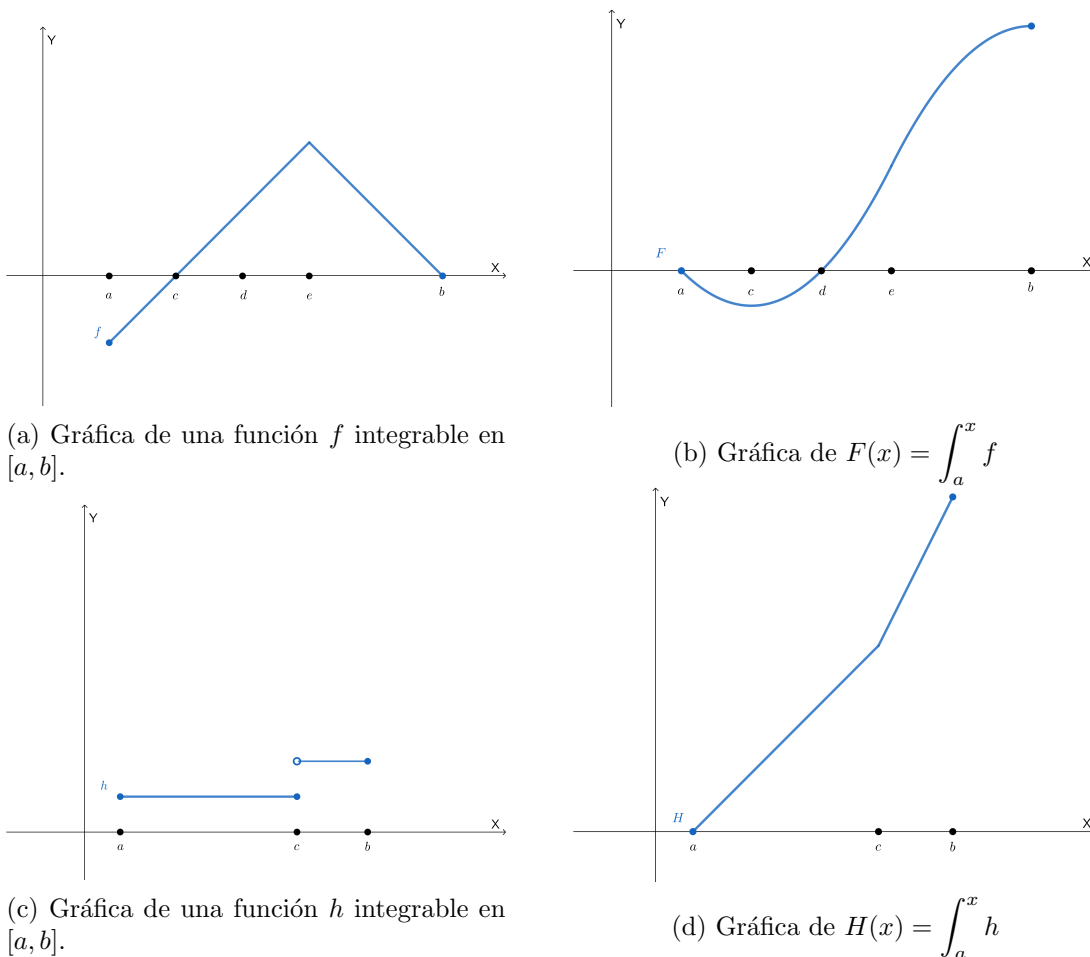 Y
X
f
a
c
d
e
b
(a) Gráfica de una función f integrable en
[a, b].
Y
X
F
a
c
d
e
b
(b) Gráfica de F(x) = ∫_a^x f
Y
X
h
a
c
b
(c) Gráfica de una función h integrable en
[a, b].
Y
X
H
a
c
b
(d) Gráfica de H(x) = ∫_a^x h